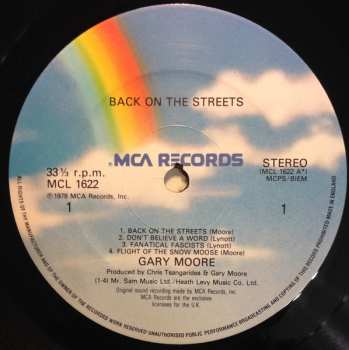 BACK ON THE STREETS
MCA RECORDS
33⅓ r.p.m.
MCL 1622
℗1978 MCA Records, Inc.
1
STEREO
(MCL 1622 A*)
MCPS/BIEM
1
1. BACK ON THE STREETS (Moore)
2. DON'T BELIEVE A WORD (Lynott)
3. FANATICAL FASCISTS (Lynott)
4. FLIGHT OF THE SNOW MOOSE (Moore)
GARY MOORE
Produced by Chris Tsangarides & Gary Moore
(1-4) Mr. Sam Music Ltd./Heath Levy Music Co. Ltd.
Original sound recording made by MCA Records, Inc.
MCA Records are the exclusive
licensees for the U.K.
ALL RIGHTS OF THE MANUFACTURER AND OF THE OWNER OF THE RECORDED WORK RESERVED UNAUTHORISED PUBLIC PERFORMANCE BROADCASTING AND COPYING OF THIS RECORD PROHIBITED MADE IN ENGLAND